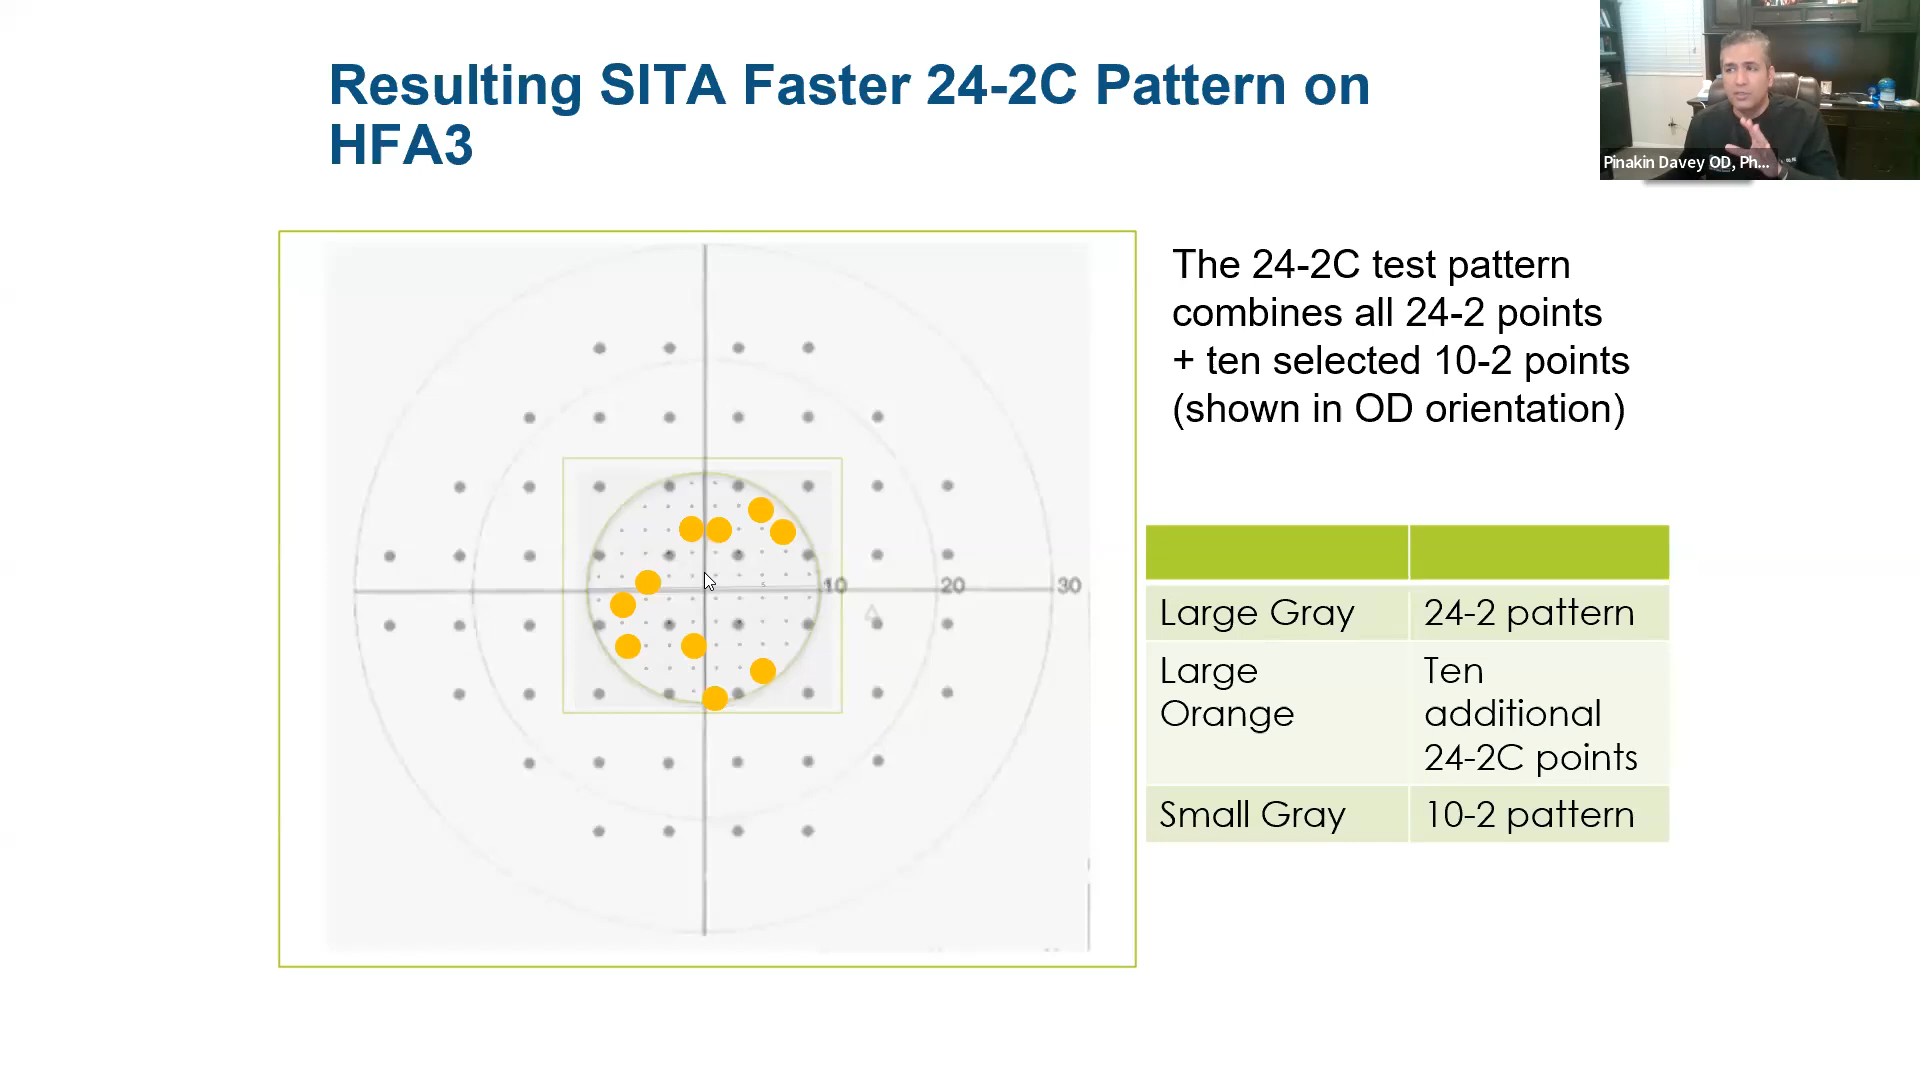 Resulting SITA Faster 24-2C Pattern on
HFA3
Pinakin Davey OD, Ph...
The 24-2C test pattern
combines all 24-2 points
+ ten selected 10-2 points
(shown in OD orientation)
10
20
30
Large Gray
24-2 pattern
Large
Orange
Ten
additional
24-2C points
Small Gray
10-2 pattern